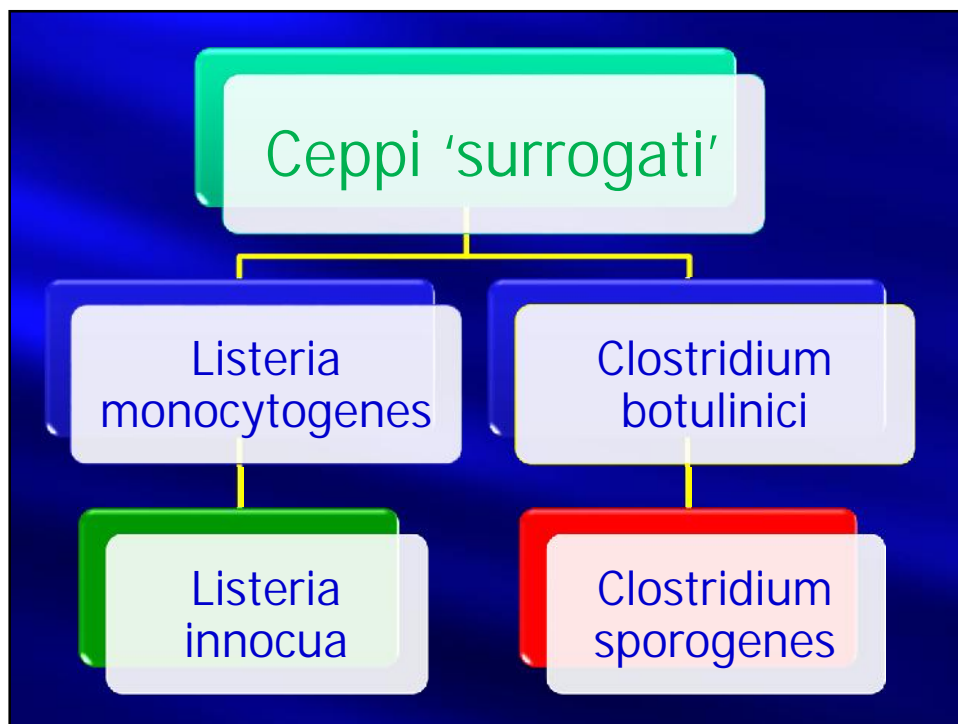 Ceppi ‘surrogati’
Listeria
monocytogenes
Clostridium
botulinici
Listeria
innocua
Clostridium
sporogenes